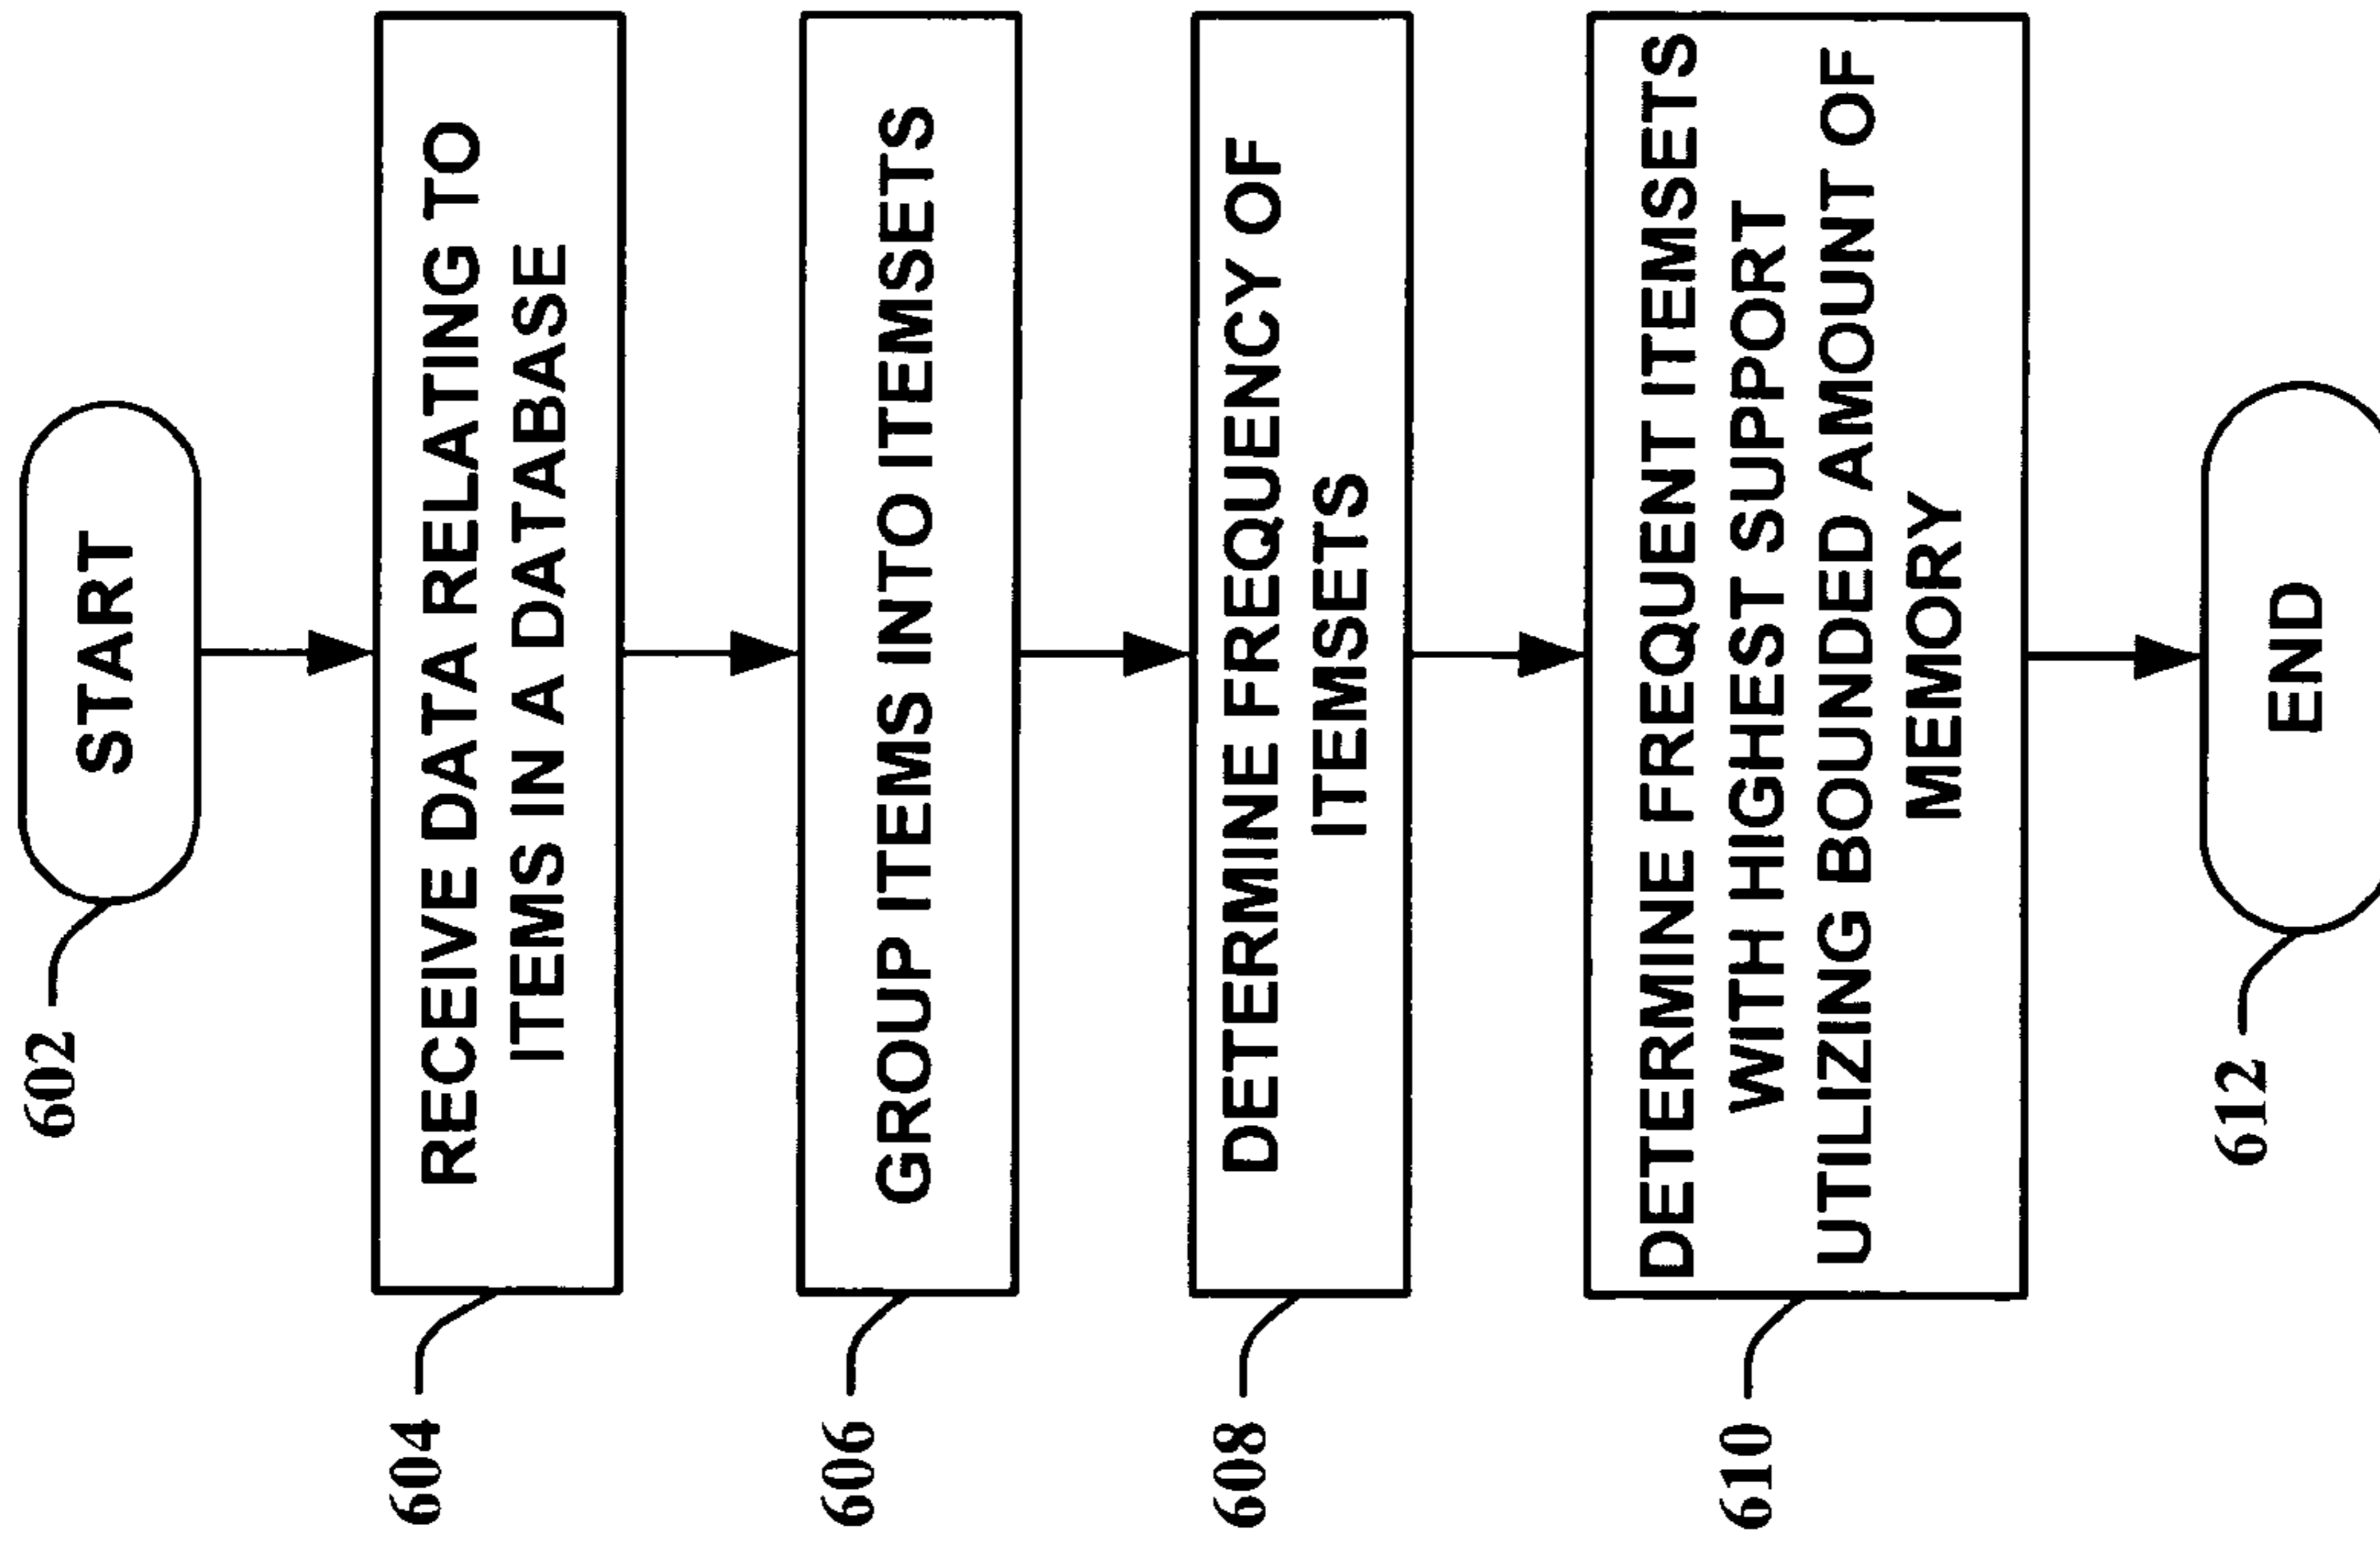 602
START
604
RECEIVE DATA RELATING TO
ITEMS IN A DATABASE
606
GROUP ITEMS INTO ITEMSETS
608
DETERMINE FREQUENCY OF
ITEMSETS
610
DETERMINE FREQUENT ITEMSETS
WITH HIGHEST SUPPORT
UTILIZING BOUNDED AMOUNT OF
MEMORY
612
END